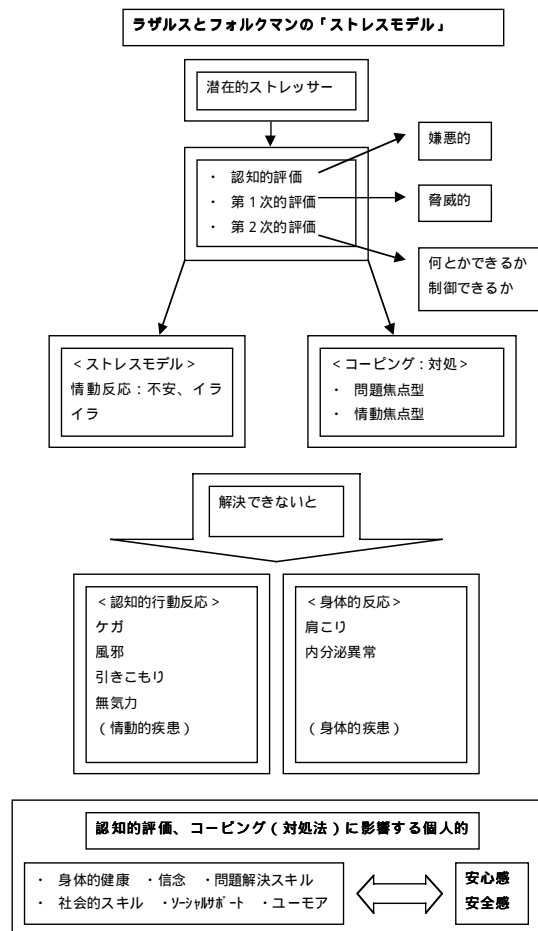 ラザルスとフォルクマンの「ストレスモデル」
潜在的ストレッサー
・ 認知的評価
・ 第1次的評価
・ 第2次的評価
嫌悪的
脅威的
何とかできるか
制御できるか
<ストレスモデル>
情動反応:不安、イラ
イラ
<コーピング:対処>
・ 問題焦点型
・ 情動焦点型
解決できないと
<認知的行動反応>
ケガ
風邪
引きこもり
無気力
(情動的疾患)
<身体的反応>
肩こり
内分泌異常
(身体的疾患)
認知的評価、コーピング(対処法)に影響する個人的
・ 身体的健康 ・信念 ・問題解決スキル
・ 社会的スキル ・ソーシャルサポート ・ユーモア
安心感
安全感